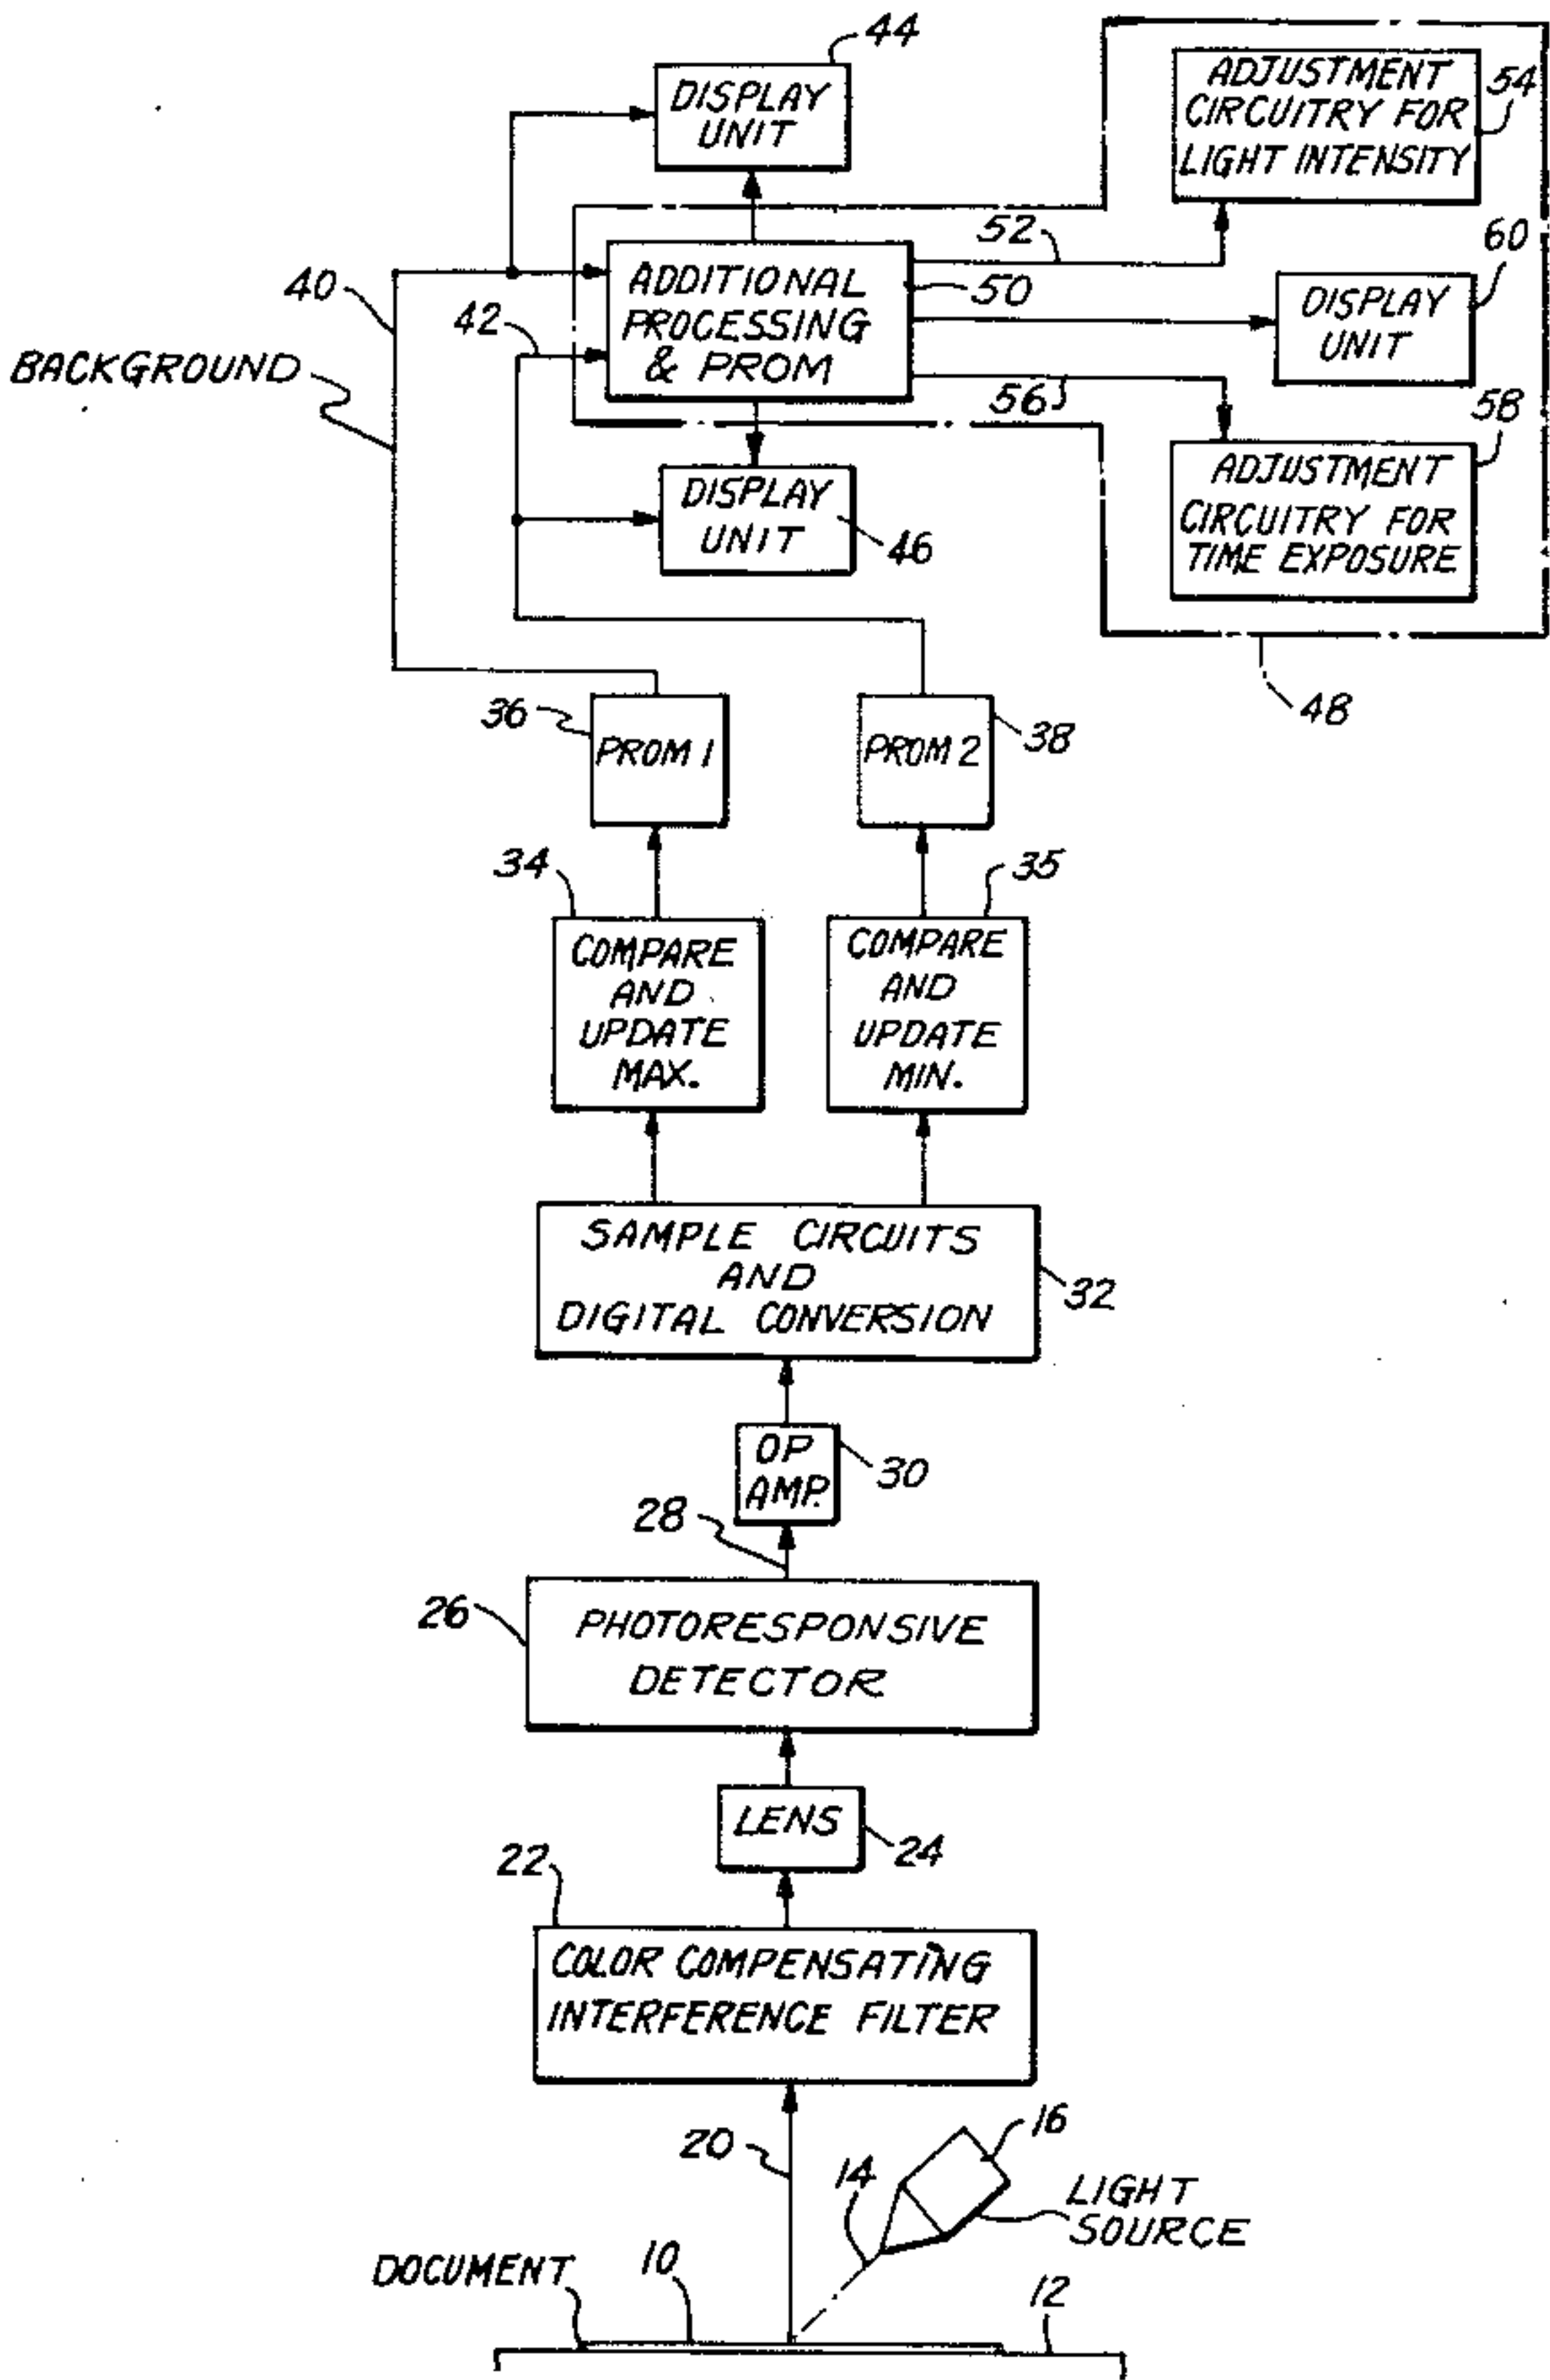 44
DISPLAY
UNIT
ADJUSTMENT
CIRCUITRY FOR
LIGHT INTENSITY
54
52
60
40
ADDITIONAL
PROCESSING
& PROM
50
DISPLAY
UNIT
42
BACKGROUND
56
58
DISPLAY
UNIT
46
ADJUSTMENT
CIRCUITRY FOR
TIME EXPOSURE
48
36
PROM 1
PROM 2
38
34
35
COMPARE
AND
UPDATE
MAX.
COMPARE
AND
UPDATE
MIN.
SAMPLE CIRCUITS
AND
DIGITAL CONVERSION
32
OP
AMP.
30
28
26
PHOTORESPONSIVE
DETECTOR
LENS
24
22
COLOR COMPENSATING
INTERFERENCE FILTER
20
14
16
LIGHT
SOURCE
DOCUMENT
10
12